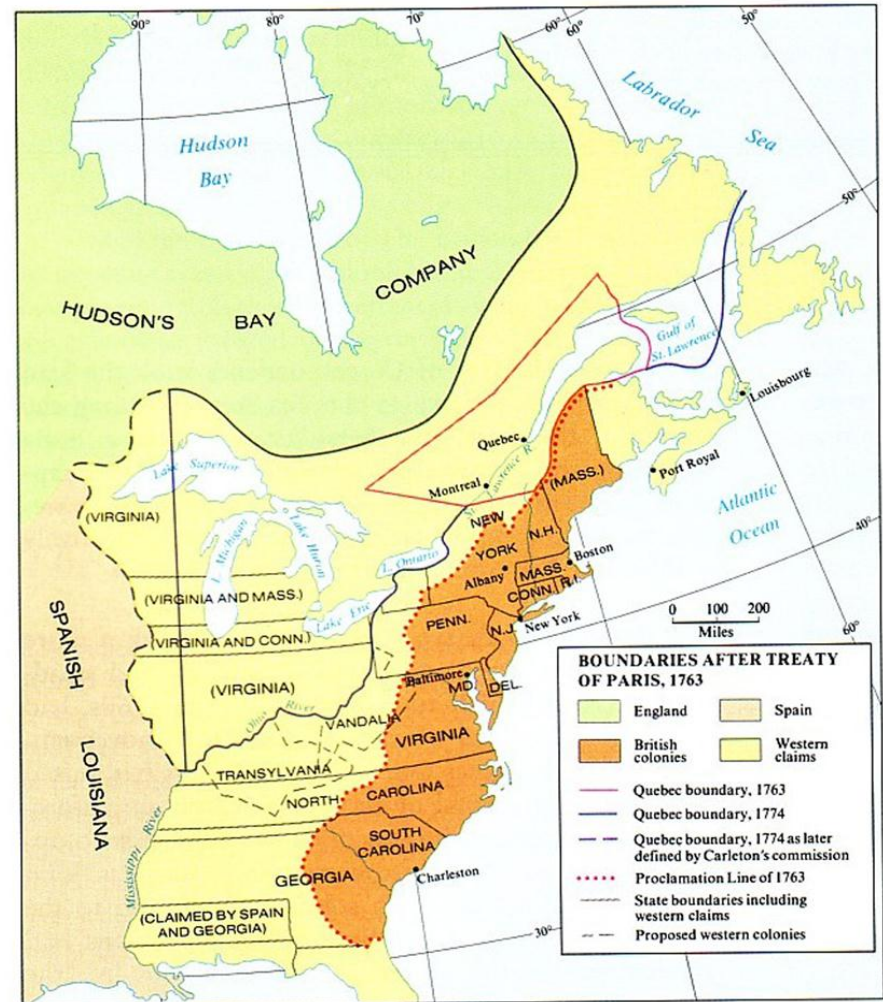 90°
80°
70°
60°
60°
50°
Labrador
Sea
Hudson
Bay
50°
COMPANY
HUDSON'S
BAY
Gulf of
St. Lawrence
Louisbourg
Quebec
Port Royal
Lake Superior
Montreal
St. Lawrence R.
(MASS.)
Atlantic
Ocean
40°
(VIRGINIA)
L. Michigan
Lake Huron
NEW
YORK
N.H.
L. Ontario
Boston
Albany
MASS.
CONN.
R.I.
(VIRGINIA AND MASS.)
Lake Erie
SPANISH
LOUISIANA
(VIRGINIA AND CONN.)
PENN.
N.J.
New York
0 100 200
Miles
60°
(VIRGINIA)
Baltimore
MD.
DEL.
Ohio River
VANDALIA
VIRGINIA
TRANSYLVANIA
NORTH
CAROLINA
SOUTH
CAROLINA
Mississippi River
GEORGIA
Charleston
(CLAIMED BY SPAIN
AND GEORGIA)
30°
70°
BOUNDARIES AFTER TREATY
OF PARIS, 1763
England
Spain
British
colonies
Western
claims
Quebec boundary, 1763
Quebec boundary, 1774
Quebec boundary, 1774 as later
defined by Carleton's commission
Proclamation Line of 1763
State boundaries including
western claims
Proposed western colonies